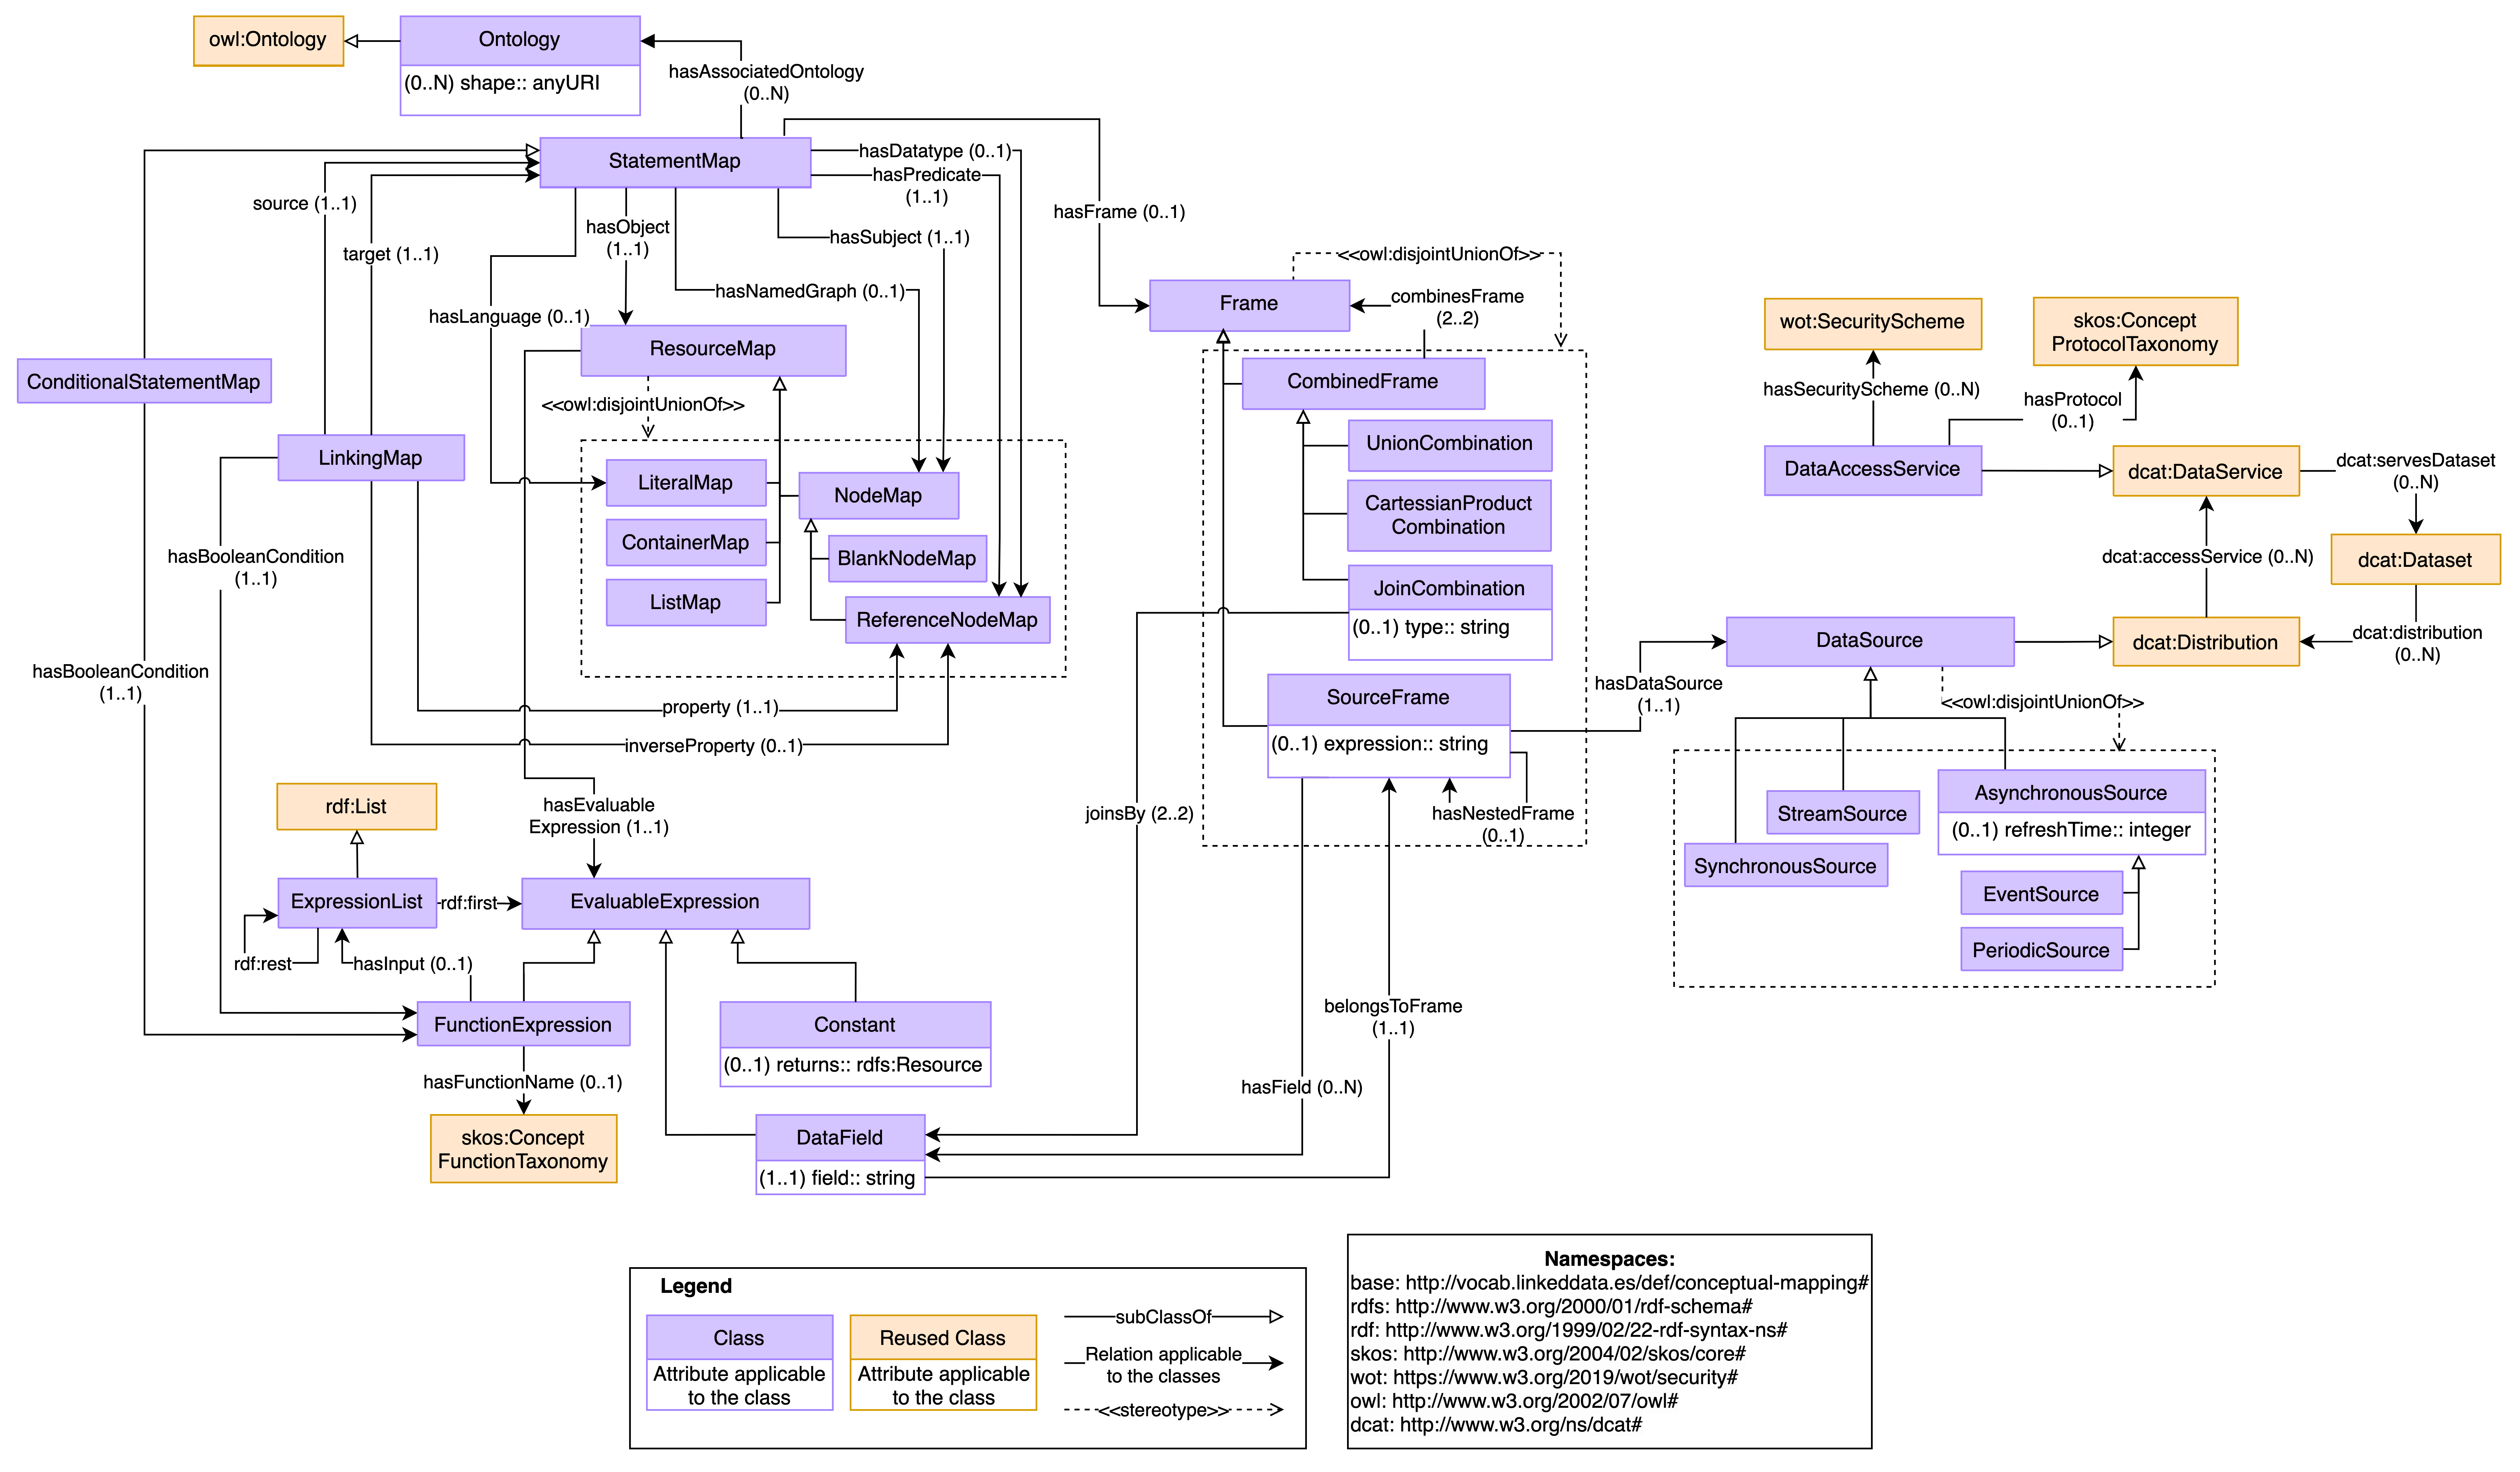 owl:Ontology
Ontology
(0..N) shape:: anyURI
hasAssociatedOntology
(0..N)
StatementMap
hasDatatype (0..1)
hasPredicate
(1..1)
source (1..1)
target (1..1)
hasObject
(1..1)
hasSubject (1..1)
hasFrame (0..1)
hasNamedGraph (0..1)
hasLanguage (0..1)
<<owl:disjointUnionOf>>
Frame
combinesFrame
(2..2)
wot:SecurityScheme
skos:Concept
ProtocolTaxonomy
ResourceMap
<<owl:disjointUnionOf>>
ConditionalStatementMap
CombinedFrame
hasSecurityScheme (0..N)
hasProtocol
(0..1)
LinkingMap
UnionCombination
DataAccessService
dcat:DataService
dcat:servesDataset
(0..N)
LiteralMap
NodeMap
CartessianProduct
Combination
ContainerMap
BlankNodeMap
hasBooleanCondition
(1..1)
dcat:accessService (0..N)
dcat:Dataset
ListMap
ReferenceNodeMap
JoinCombination
(0..1) type:: string
DataSource
dcat:Distribution
dcat:distribution
(0..N)
hasBooleanCondition
(1..1)
property (1..1)
inverseProperty (0..1)
SourceFrame
(0..1) expression:: string
hasDataSource
(1..1)
<<owl:disjointUnionOf>>
rdf:List
hasEvaluable
Expression (1..1)
joinsBy (2..2)
hasNestedFrame
(0..1)
StreamSource
AsynchronousSource
(0..1) refreshTime:: integer
SynchronousSource
EventSource
PeriodicSource
ExpressionList
rdf:first
EvaluableExpression
rdf:rest
hasInput (0..1)
FunctionExpression
Constant
(0..1) returns:: rdfs:Resource
belongsToFrame
(1..1)
hasFunctionName (0..1)
hasField (0..N)
skos:Concept
FunctionTaxonomy
DataField
(1..1) field:: string
Legend
Class
Attribute applicable
to the class
Reused Class
Attribute applicable
to the class
subClassOf
Relation applicable
to the classes
<<stereotype>>
Namespaces:
base: http://vocab.linkeddata.es/def/conceptual-mapping#
rdfs: http://www.w3.org/2000/01/rdf-schema#
rdf: http://www.w3.org/1999/02/22-rdf-syntax-ns#
skos: http://www.w3.org/2004/02/skos/core#
wot: https://www.w3.org/2019/wot/security#
owl: http://www.w3.org/2002/07/owl#
dcat: http://www.w3.org/ns/dcat#